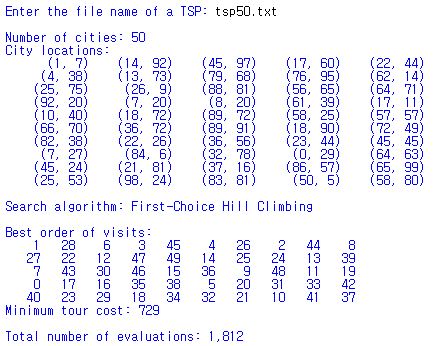 Enter the file name of a TSP: tsp50.txt

Number of cities: 50
City locations:
(1, 7) (14, 92) (45, 97) (17, 60) (22, 44)
(4, 38) (13, 73) (79, 68) (76, 95) (62, 14)
(25, 75) (26, 9) (88, 81) (56, 65) (64, 71)
(92, 20) (7, 20) (8, 20) (61, 39) (17, 11)
(10, 40) (18, 72) (89, 72) (58, 25) (57, 57)
(66, 70) (36, 72) (89, 91) (18, 90) (72, 49)
(82, 38) (22, 26) (36, 56) (23, 44) (45, 45)
(7, 27) (84, 6) (32, 78) (0, 29) (64, 63)
(45, 24) (21, 81) (37, 16) (86, 57) (65, 99)
(25, 53) (98, 24) (83, 81) (50, 5) (58, 80)

Search algorithm: First-Choice Hill Climbing

Best order of visits:
1 28 6 3 45 4 26 2 44 8
27 22 12 47 49 14 25 24 13 39
7 43 30 46 15 36 9 48 11 19
0 17 16 35 38 5 20 31 33 42
40 23 29 18 34 32 21 10 41 37
Minimum tour cost: 729

Total number of evaluations: 1,812